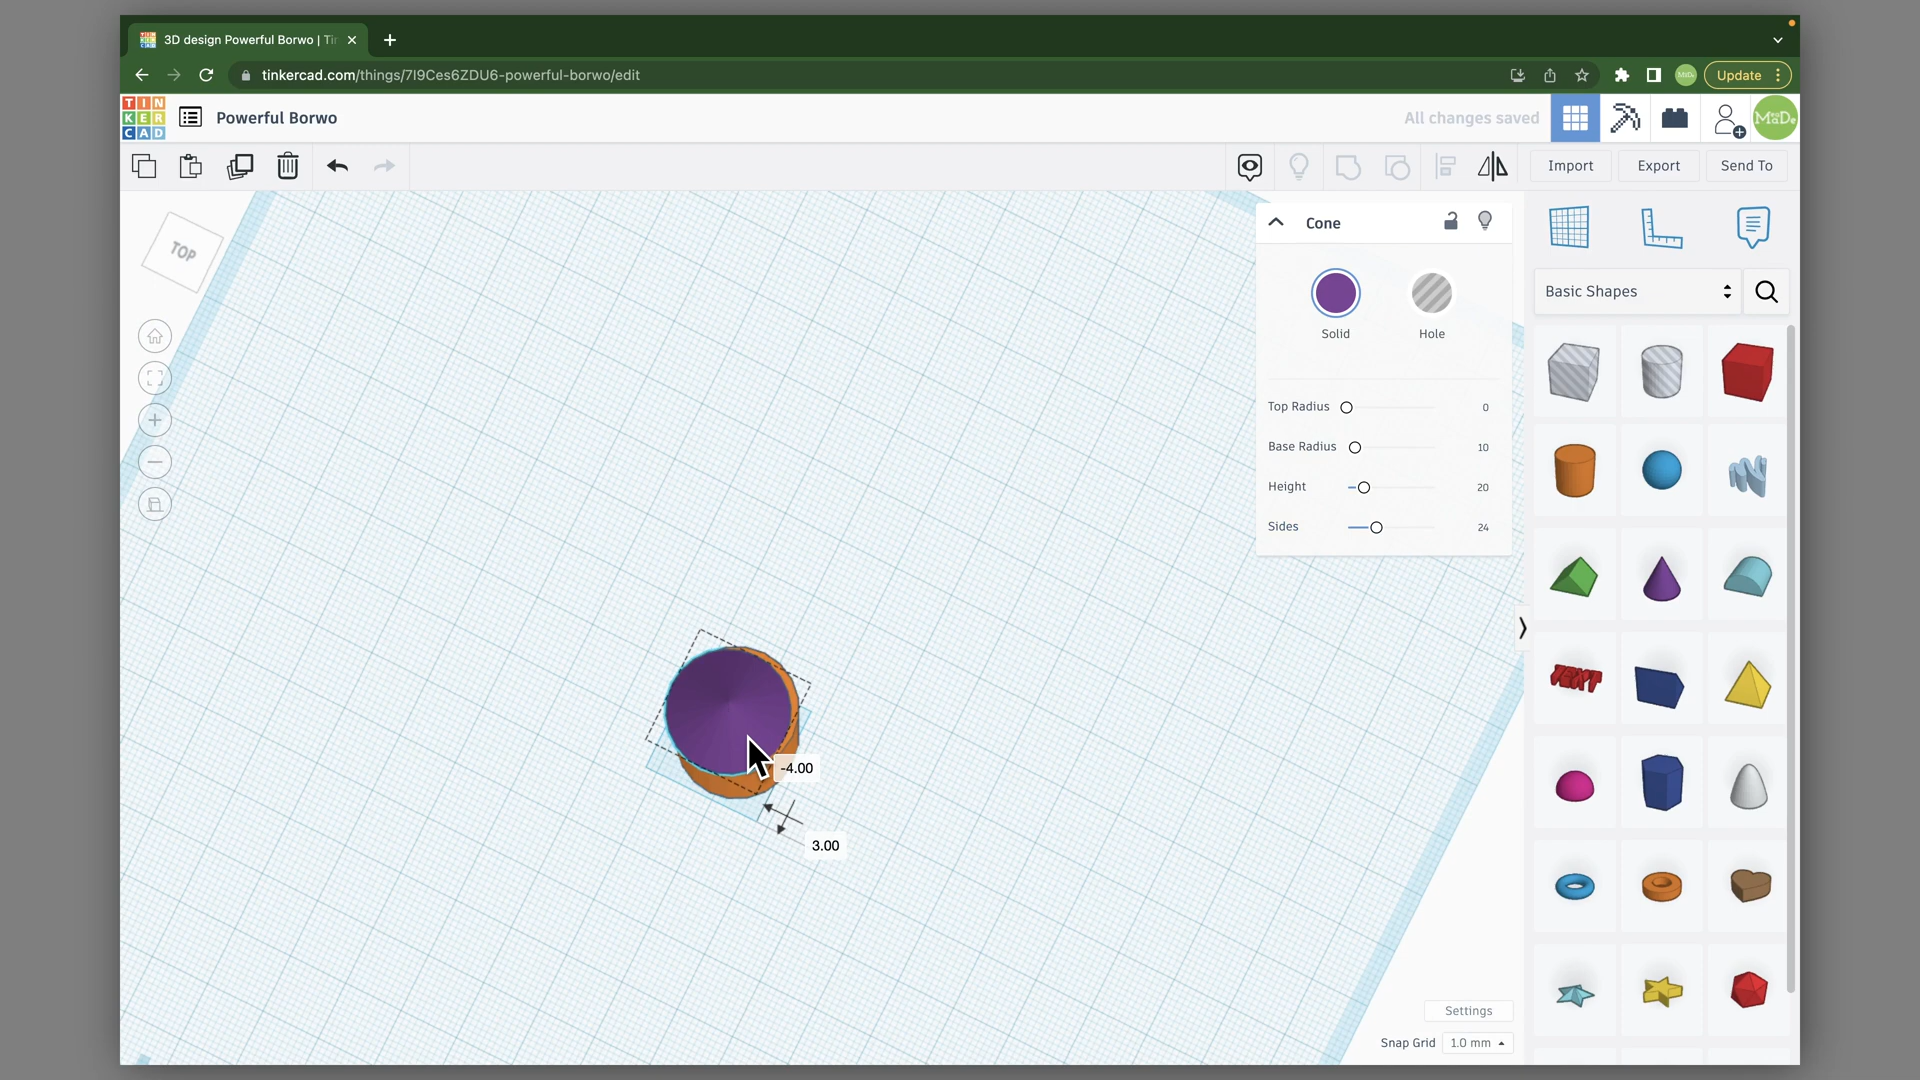 3D design Powerful Borwo | Ti
tinkercad.com/things/7I9Ces6ZDU6-powerful-borwo/edit
Update
TIN
KER
CAD
Powerful Borwo
All changes saved
Import
Export
Send To
TOP
Cone
Solid
Hole
Top Radius 0
Base Radius 10
Height 20
Sides 24
Basic Shapes
TEXT
-4.00
3.00
Settings
Snap Grid 1.0 mm